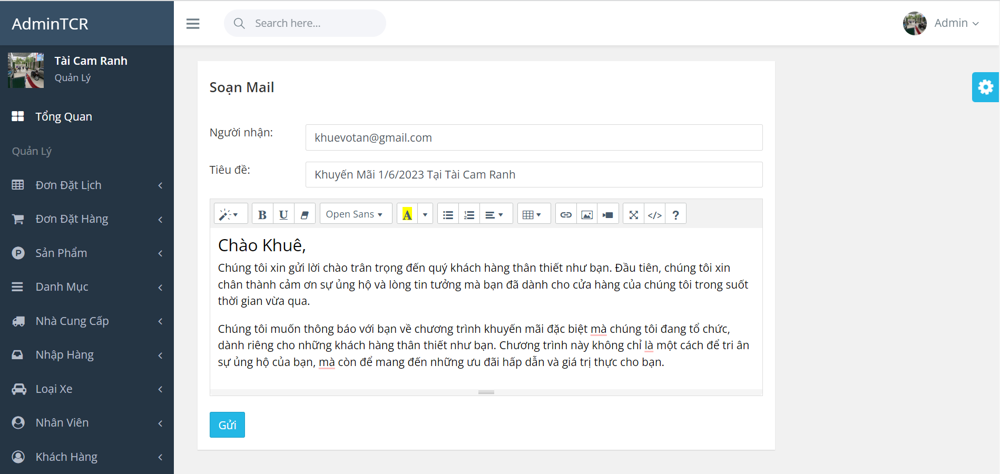 AdminTCR
Search here...
Admin
Tài Cam Ranh
Quản Lý
Tổng Quan
Quản Lý
Đơn Đặt Lịch
Đơn Đặt Hàng
Sản Phẩm
Danh Mục
Nhà Cung Cấp
Nhập Hàng
Loại Xe
Nhân Viên
Khách Hàng
Soạn Mail
Người nhận:
khuevotan@gmail.com
Tiêu đề:
Khuyến Mãi 1/6/2023 Tại Tài Cam Ranh
B U Open Sans A </> ?
Chào Khuê,
Chúng tôi xin gửi lời chào trân trọng đến quý khách hàng thân thiết như bạn. Đầu tiên, chúng tôi xin
chân thành cảm ơn sự ủng hộ và lòng tin tưởng mà bạn đã dành cho cửa hàng của chúng tôi trong suốt
thời gian vừa qua.
Chúng tôi muốn thông báo với bạn về chương trình khuyến mãi đặc biệt mà chúng tôi đang tổ chức,
dành riêng cho những khách hàng thân thiết như bạn. Chương trình này không chỉ là một cách để tri ân
sự ủng hộ của bạn, mà còn để mang đến những ưu đãi hấp dẫn và giá trị thực cho bạn.
Gửi